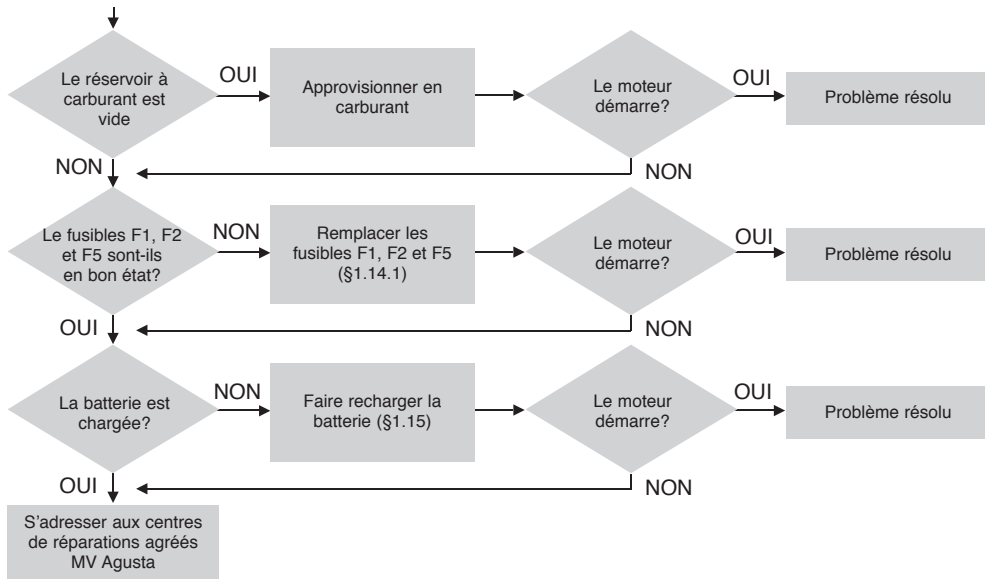 Le réservoir à
carburant est
vide
OUI
Approvisionner en
carburant
Le moteur
démarre?
OUI
Problème résolu
NON
NON
Le fusibles F1, F2
et F5 sont-ils
en bon état?
NON
Remplacer les
fusibles F1, F2 et F5
(§1.14.1)
Le moteur
démarre?
OUI
Problème résolu
OUI
NON
La batterie est
chargée?
NON
Faire recharger la
batterie (§1.15)
Le moteur
démarre?
OUI
Problème résolu
OUI
NON
S'adresser aux centres
de réparations agréés
MV Agusta